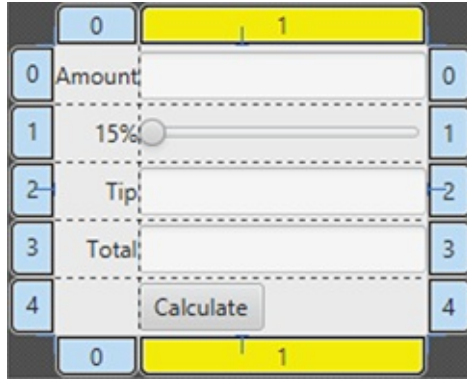 0 1
0 Amount 0
1 15% 1
2 Tip 2
3 Total 3
4 Calculate 4
0 1